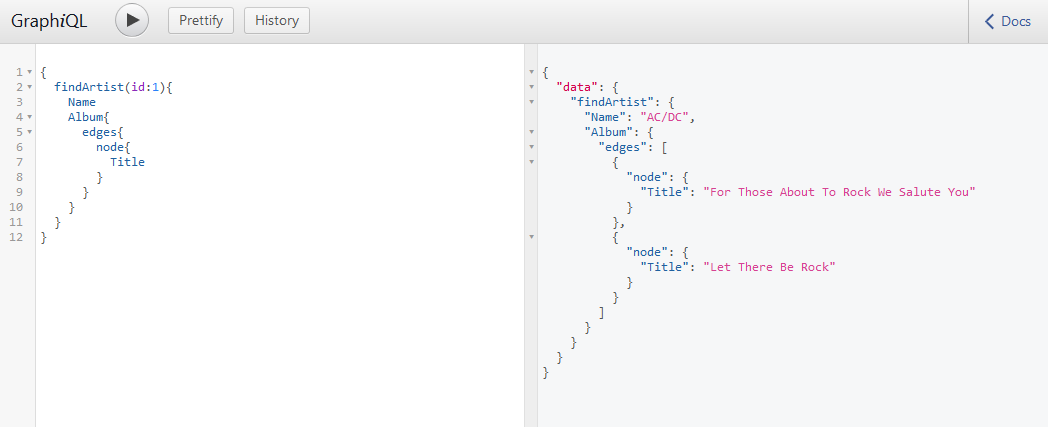 GraphiQL Prettify History Docs
1 {
2 findArtist(id:1){
3 Name
4 Album{
5 edges{
6 node{
7 Title
8 }
9 }
10 }
11 }
12 }
{
"data": {
"findArtist": {
"Name": "AC/DC",
"Album": {
"edges": [
{
"node": {
"Title": "For Those About To Rock We Salute You"
}
},
{
"node": {
"Title": "Let There Be Rock"
}
}
]
}
}
}
}